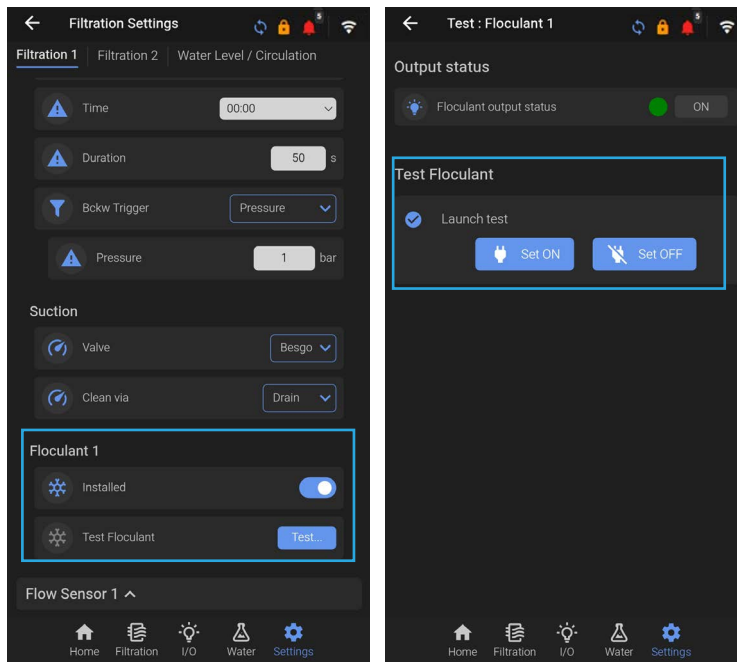 Filtration Settings
5
Filtration 1
Filtration 2
Water Level / Circulation
Time
00:00
Duration
50
s
Bckw Trigger
Pressure
Pressure
1
bar
Suction
Valve
Besgo
Clean via
Drain
Floculant 1
Installed
Test Floculant
Test...
Flow Sensor 1
Home
Filtration
I/O
Water
Settings
Test : Floculant 1
5
Output status
Floculant output status
ON
Test Floculant
Launch test
Set ON
Set OFF
Home
Filtration
I/O
Water
Settings